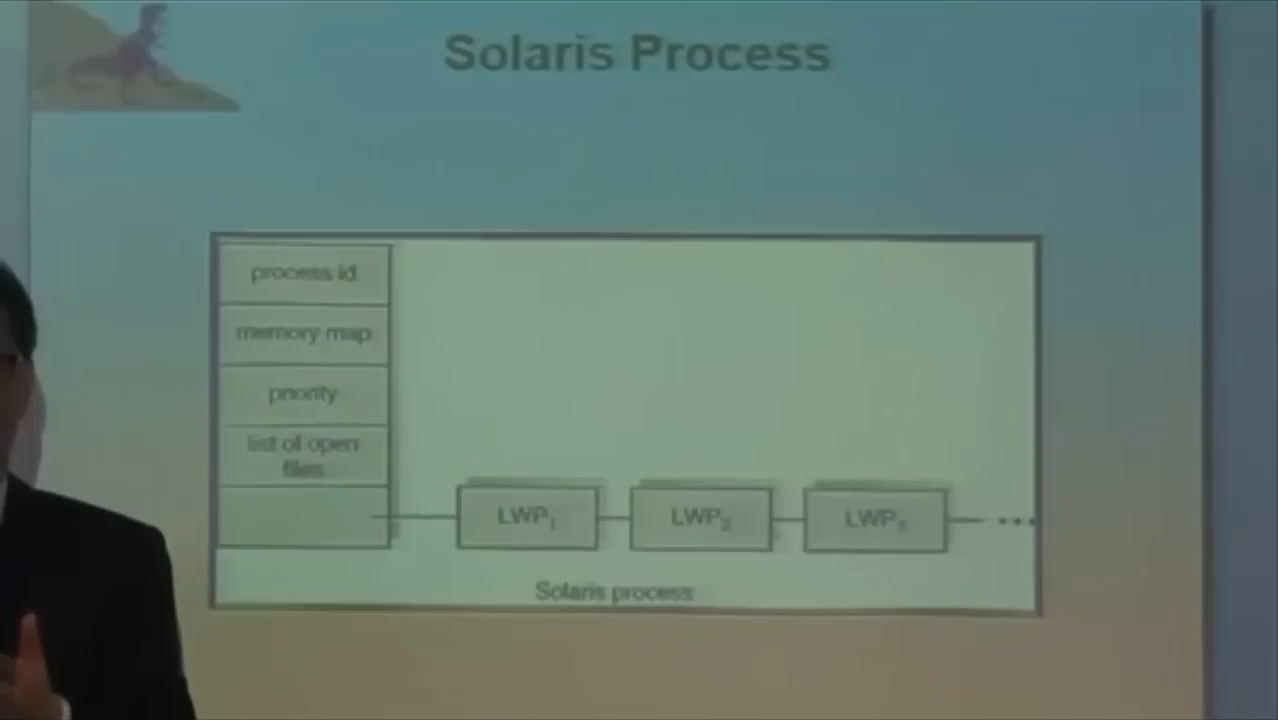 Solaris Process
process id
memory map
priority
list of open
files
LWP₁
LWP₂
LWP₃
Solaris process